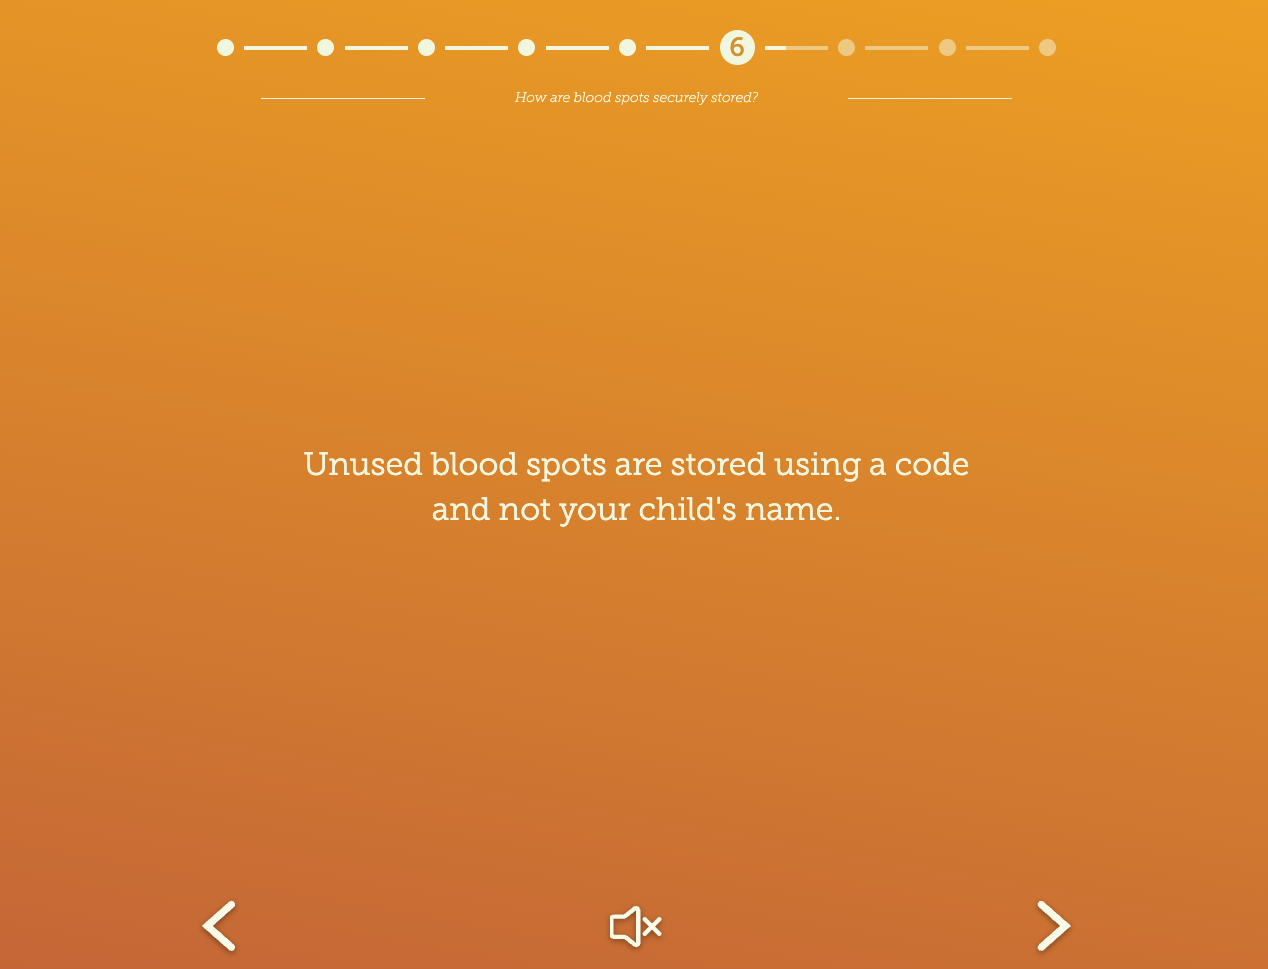 6
How are blood spots securely stored?
Unused blood spots are stored using a code
and not your child's name.